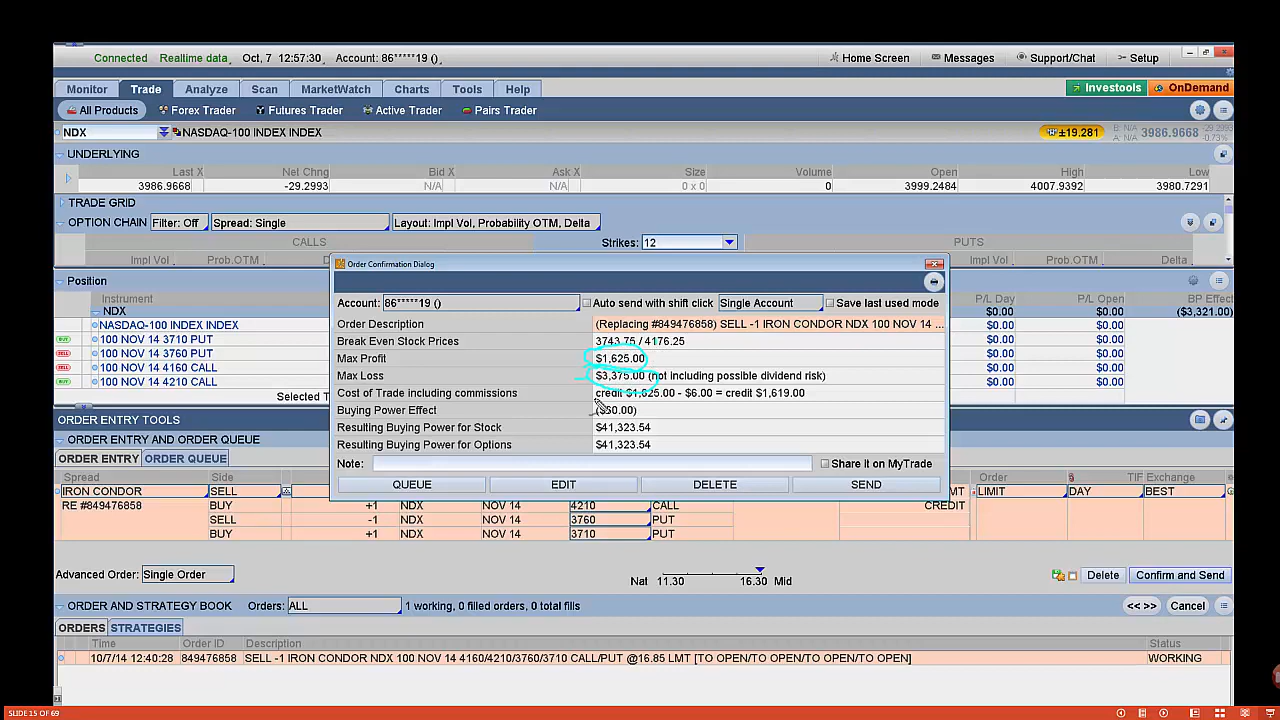 Connected Realtime data Oct, 7 12:57:30 Account: 86*****19 () Home Screen Messages Support/Chat Setup
Monitor Trade Analyze Scan MarketWatch Charts Tools Help Investools OnDemand
All Products Forex Trader Futures Trader Active Trader Pairs Trader
NDX NASDAQ-100 INDEX INDEX ±19.281 B: N/A A: N/A 3986.9668 -29.2993 -0.73%
UNDERLYING
Last X Net Chng Bid X Ask X Size Volume Open High Low
3986.9668 -29.2993 N/A N/A 0 x 0 0 3999.2484 4007.9392 3980.7291
TRADE GRID
OPTION CHAIN Filter: Off Spread: Single Layout: Impl Vol, Probability OTM, Delta
CALLS Strikes: 12 PUTS
Impl Vol Prob.OTM Impl Vol Prob.OTM Delta
Order Confirmation Dialog
Position
Account: 86*****19 () Auto send with shift click Single Account Save last used mode
Instrument P/L Day P/L Open BP Effect
NDX $0.00 $0.00 ($3,321.00)
NASDAQ-100 INDEX INDEX $0.00 $0.00
BUY 100 NOV 14 3710 PUT $0.00 $0.00
SELL 100 NOV 14 3760 PUT $0.00 $0.00
SELL 100 NOV 14 4160 CALL $0.00 $0.00
BUY 100 NOV 14 4210 CALL $0.00 $0.00
Selected
Order Description (Replacing #849476858) SELL -1 IRON CONDOR NDX 100 NOV 14 ...
Break Even Stock Prices 3743.75 / 4176.25
Max Profit $1,625.00
Max Loss $3,375.00 (not including possible dividend risk)
Cost of Trade including commissions credit $1,625.00 - $6.00 = credit $1,619.00
Buying Power Effect ($50.00)
Resulting Buying Power for Stock $41,323.54
Resulting Buying Power for Options $41,323.54
Note: Share It on MyTrade
QUEUE EDIT DELETE SEND
ORDER ENTRY TOOLS
ORDER ENTRY AND ORDER QUEUE
ORDER ENTRY ORDER QUEUE
Spread Side Order TIF Exchange
IRON CONDOR SELL LIMIT DAY BEST
RE #849476858 BUY +1 NDX NOV 14 4210 CALL CREDIT
SELL -1 NDX NOV 14 3760 PUT
BUY +1 NDX NOV 14 3710 PUT
Advanced Order: Single Order Nat 11.30 16.30 Mid Delete Confirm and Send
ORDER AND STRATEGY BOOK Orders: ALL 1 working, 0 filled orders, 0 total fills << >> Cancel
ORDERS STRATEGIES
Time Order ID Description Status
10/7/14 12:40:28 849476858 SELL -1 IRON CONDOR NDX 100 NOV 14 4160/4210/3760/3710 CALL/PUT @16.85 LMT [TO OPEN/TO OPEN/TO OPEN/TO OPEN] WORKING
SLIDE 15 OF 69